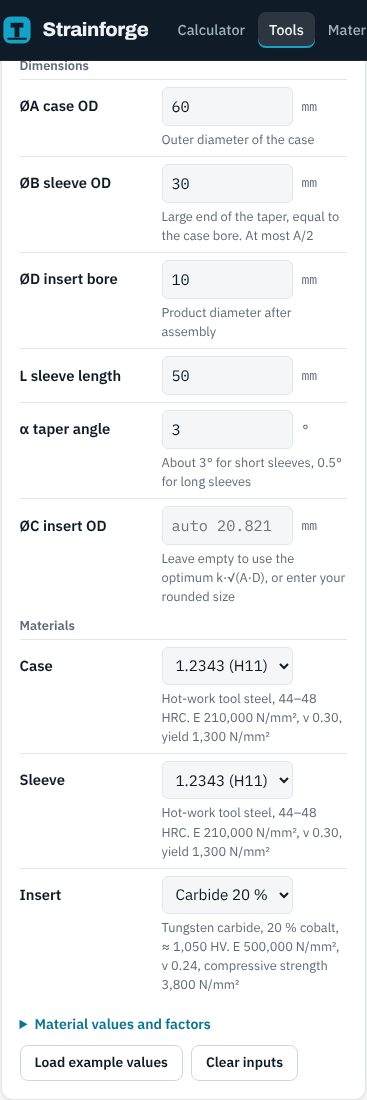 Strainforge Calculator Tools Mater
Dimensions
ØA case OD 60 mm
Outer diameter of the case
ØB sleeve OD 30 mm
Large end of the taper, equal to
the case bore. At most A/2
ØD insert bore 10 mm
Product diameter after
assembly
L sleeve length 50 mm
α taper angle 3 °
About 3° for short sleeves, 0.5°
for long sleeves
ØC insert OD auto 20.821 mm
Leave empty to use the
optimum k·√(A·D), or enter your
rounded size
Materials
Case 1.2343 (H11)
Hot-work tool steel, 44–48
HRC. E 210,000 N/mm², ν 0.30,
yield 1,300 N/mm²
Sleeve 1.2343 (H11)
Hot-work tool steel, 44–48
HRC. E 210,000 N/mm², ν 0.30,
yield 1,300 N/mm²
Insert Carbide 20 %
Tungsten carbide, 20 % cobalt,
≈ 1,050 HV. E 500,000 N/mm²,
ν 0.24, compressive strength
3,800 N/mm²
Material values and factors
Load example values Clear inputs